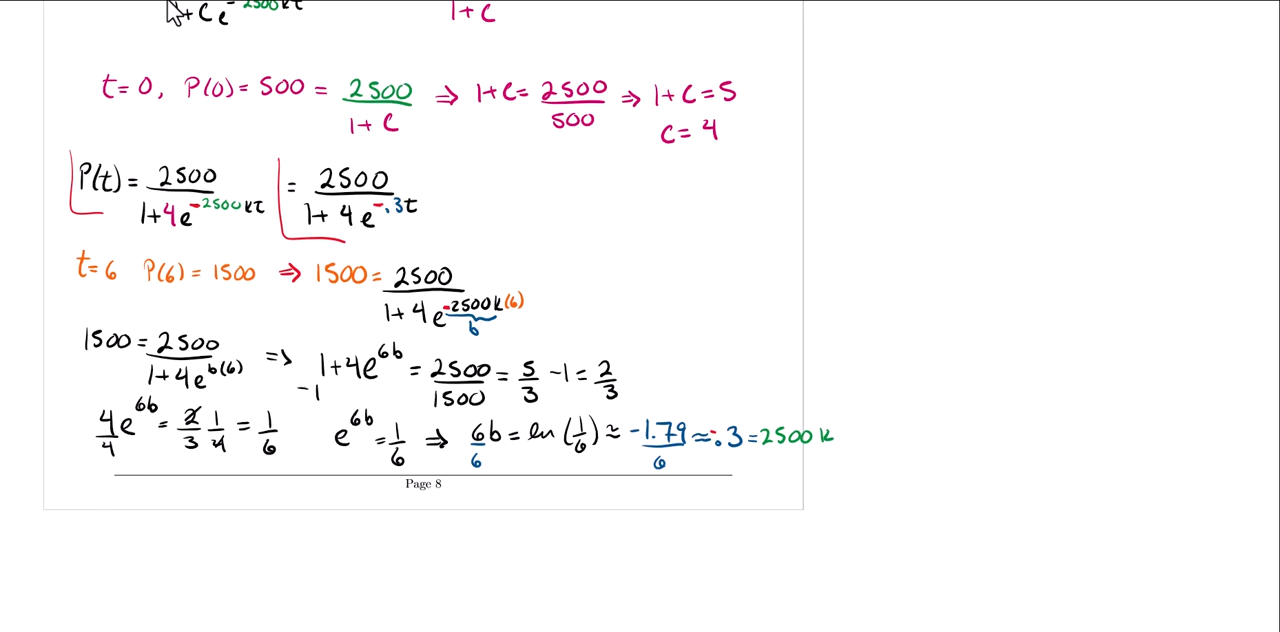 + C e^-2500kt   1 + C
t = 0, P(0) = 500 = 2500/(1 + C) ⇒ 1 + C = 2500/500 ⇒ 1 + C = 5
C = 4
P(t) = 2500/(1 + 4e^-2500kt) = 2500/(1 + 4e^-.3t)
t = 6 P(6) = 1500 ⇒ 1500 = 2500/(1 + 4e^-2500k(6))
b
1500 = 2500/(1 + 4e^b(6)) ⇒ 1 + 4e^6b = 2500/1500 = 5/3 - 1 = 2/3
-1
4e^6b/4 = 2/3 1/4 = 1/6   e^6b = 1/6 ⇒ 6b/6 = ln(1/6) ≈ -1.79/6 ≈ -.3 = 2500k
Page 8